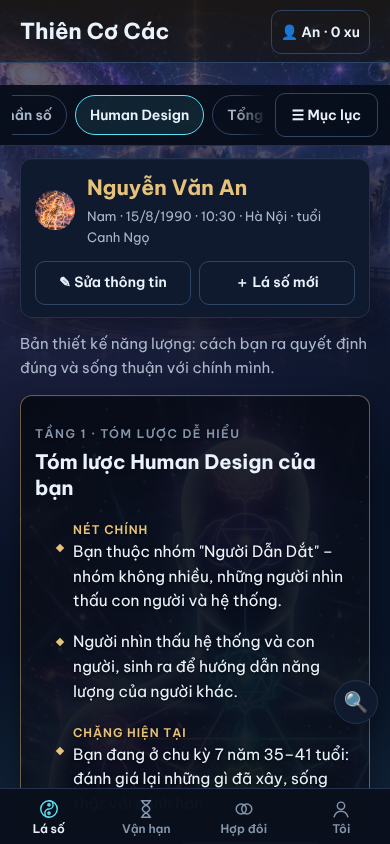 Thiên Cơ Các
An · 0 xu
Human Design
Tổng
☰ Mục lục
Nguyễn Văn An
Nam · 15/8/1990 · 10:30 · Hà Nội · tuổi
Canh Ngọ
✎ Sửa thông tin
+ Lá số mới
Bản thiết kế năng lượng: cách bạn ra quyết định
đúng và sống thuận với chính mình.
TẦNG 1 · TÓM LƯỢC DỄ HIỂU
Tóm lược Human Design của
bạn
NÉT CHÍNH
Bạn thuộc nhóm "Người Dẫn Dắt" –
nhóm không nhiều, những người nhìn
thấu con người và hệ thống.
Người nhìn thấu hệ thống và con
người, sinh ra để hướng dẫn năng
lượng của người khác.
CHẶNG HIỆN TẠI
Bạn đang ở chu kỳ 7 năm 35–41 tuổi:
đánh giá lại những gì đã xây, sống
Lá số
Vận hạn
Hợp đôi
Tôi